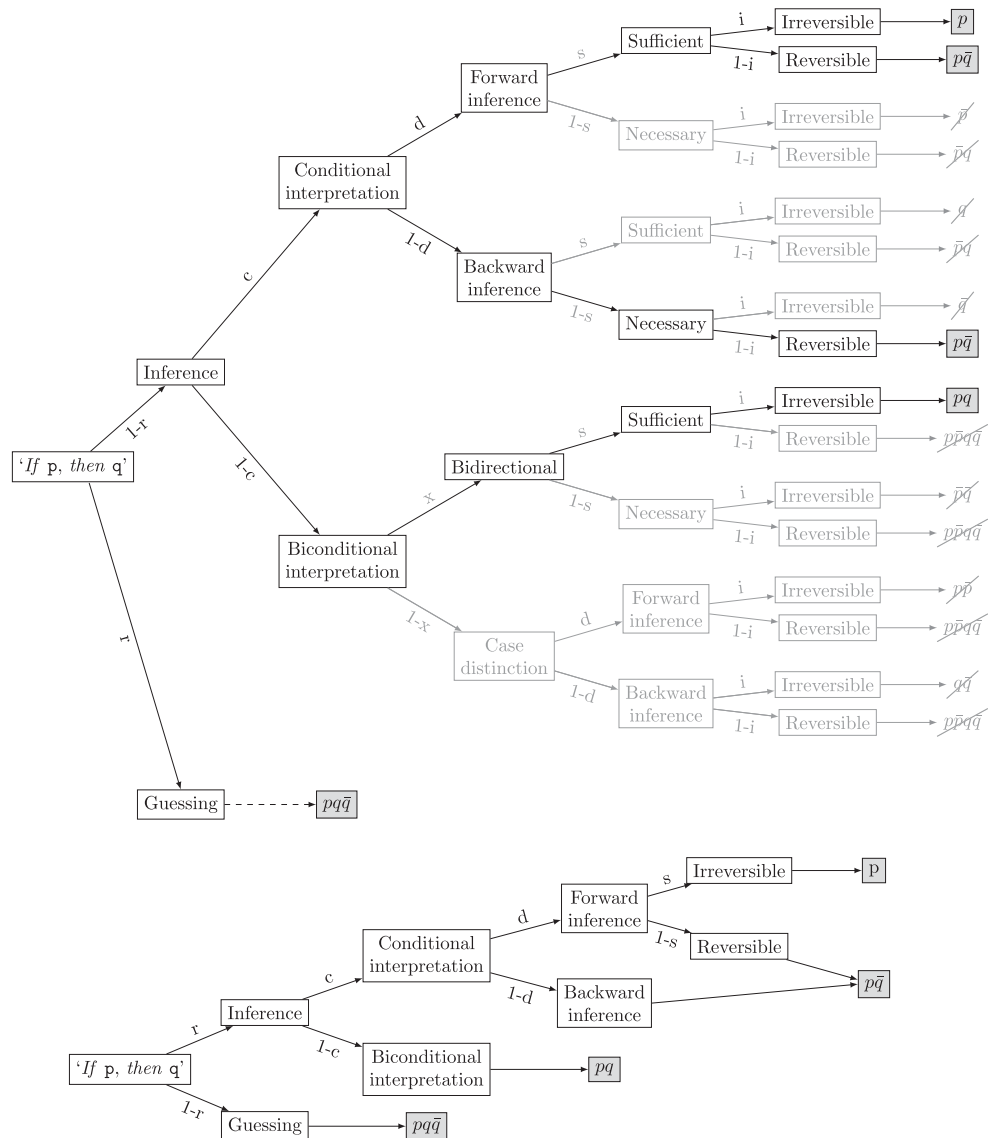 i
Irreversible
p
Sufficient
s
1-i
Reversible
pq̄
Forward
inference
d
1-s
Necessary
i
Irreversible
p̄
1-i
Reversible
p̄q
Conditional
interpretation
c
1-d
Sufficient
s
i
Irreversible
q
1-i
Reversible
p̄q
Backward
inference
1-s
Necessary
i
Irreversible
q̄
1-i
Reversible
pq̄
Inference
1-r
1-c
'If p, then q'
r
Sufficient
s
i
Irreversible
pq
1-i
Reversible
pp̄qq̄
Bidirectional
x
1-s
Necessary
i
Irreversible
p̄q̄
1-i
Reversible
pp̄qq̄
Biconditional
interpretation
1-x
Case
distinction
d
Forward
inference
i
Irreversible
pp̄
1-i
Reversible
pp̄qq̄
1-d
Backward
inference
i
Irreversible
qq̄
1-i
Reversible
pp̄qq̄
Guessing
pqq̄
s
Irreversible
p
Forward
inference
d
1-s
Reversible
Conditional
interpretation
c
1-d
Backward
inference
pq̄
Inference
r
1-c
Biconditional
interpretation
pq
'If p, then q'
1-r
Guessing
pqq̄